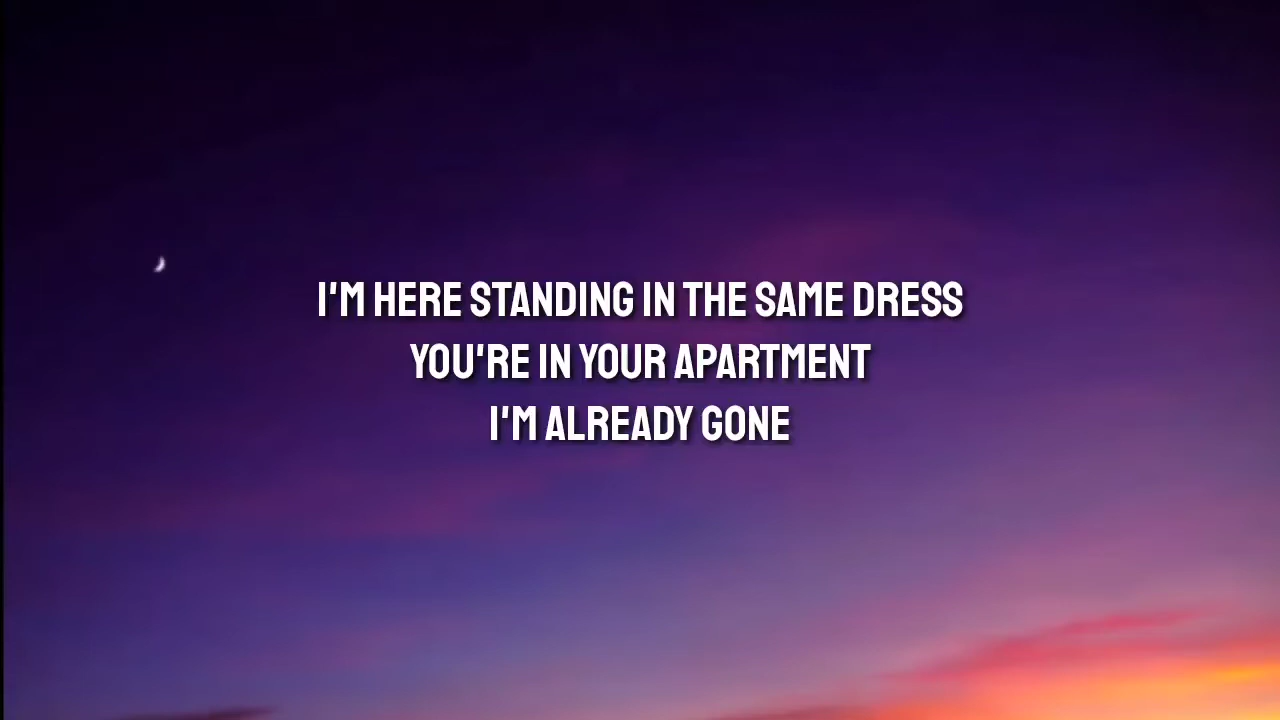 I'M HERE STANDING IN THE SAME DRESS
YOU'RE IN YOUR APARTMENT
I'M ALREADY GONE